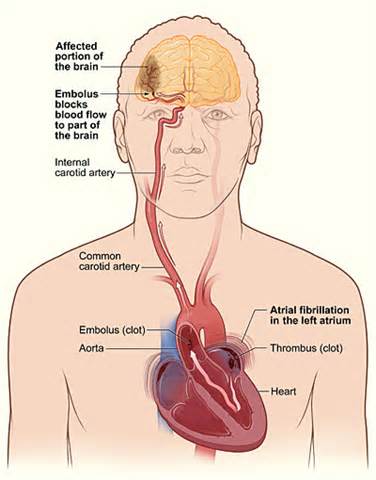 Affected
portion of
the brain
Embolus
blocks
blood flow
to part of
the brain
Internal
carotid artery
Common
carotid artery
Embolus (clot)
Aorta
Atrial fibrillation
in the left atrium
Thrombus (clot)
Heart